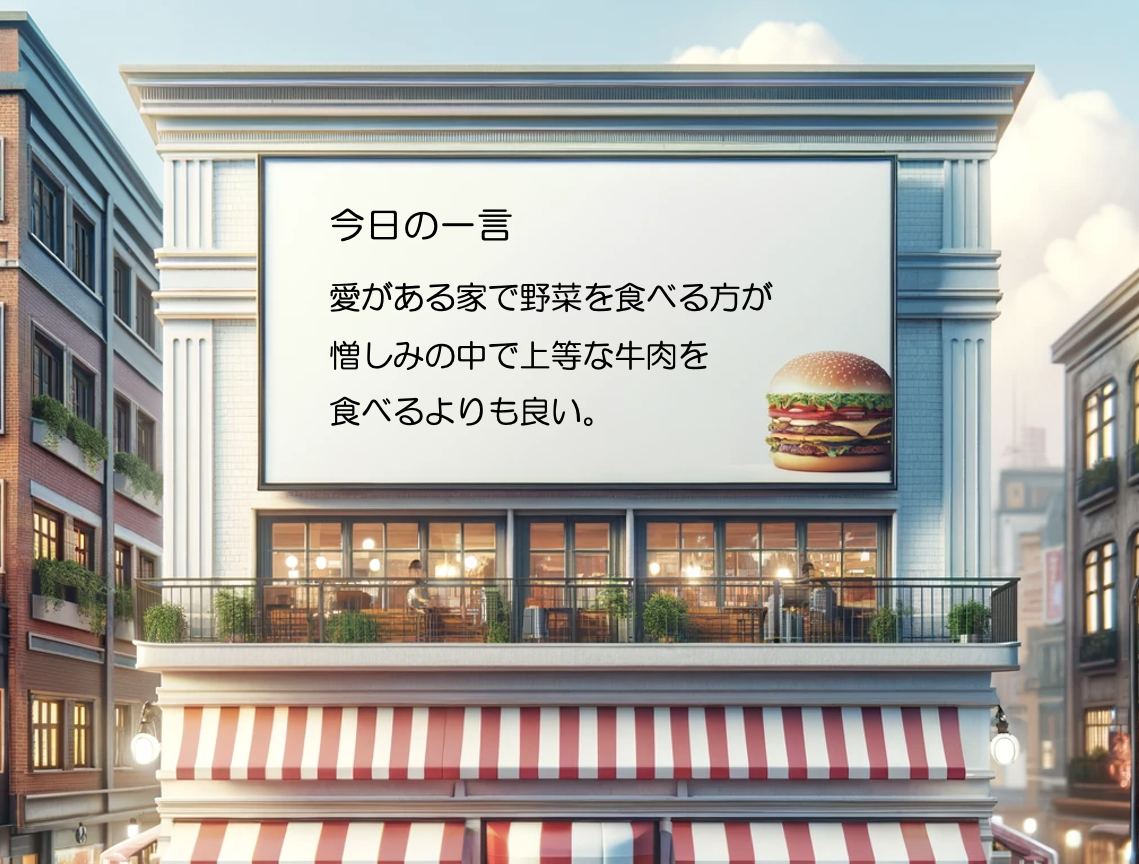 今日の一言
愛がある家で野菜を食べる方が
憎しみの中で上等な牛肉を
食べるよりも良い。